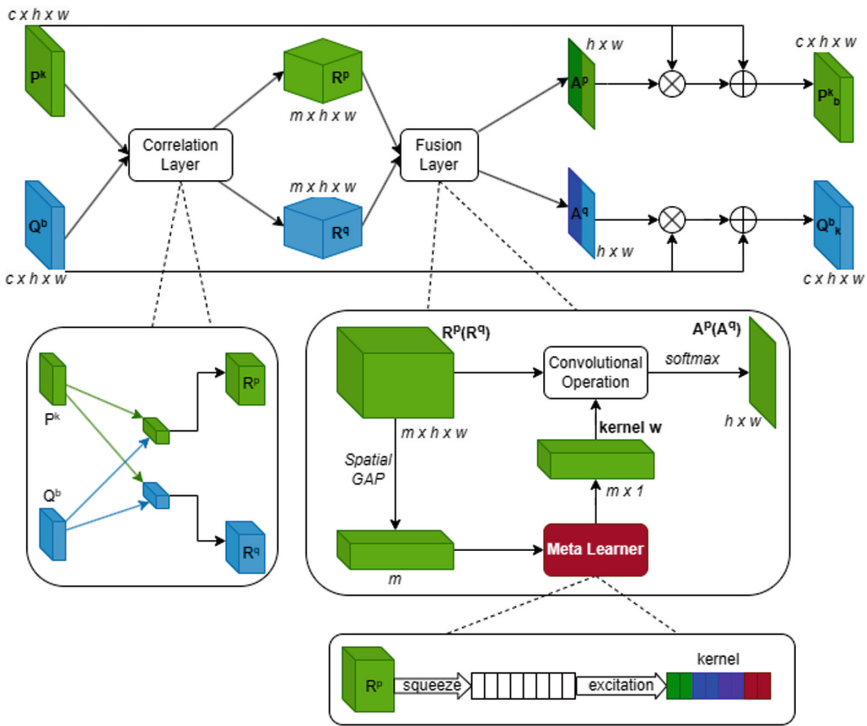 c x h x w
P^k
Correlation
Layer
R^p
m x h x w
Fusion
Layer
h x w
A^p
c x h x w
P^k_b
Q^b
c x h x w
m x h x w
R^q
A^q
h x w
Q^b_k
c x h x w
P^k
R^p
Q^b
R^q
R^p(R^q)
m x h x w
Spatial
GAP
m
Convolutional
Operation
softmax
A^p(A^q)
h x w
kernel w
m x 1
Meta Learner
R^p
squeeze
excitation
kernel